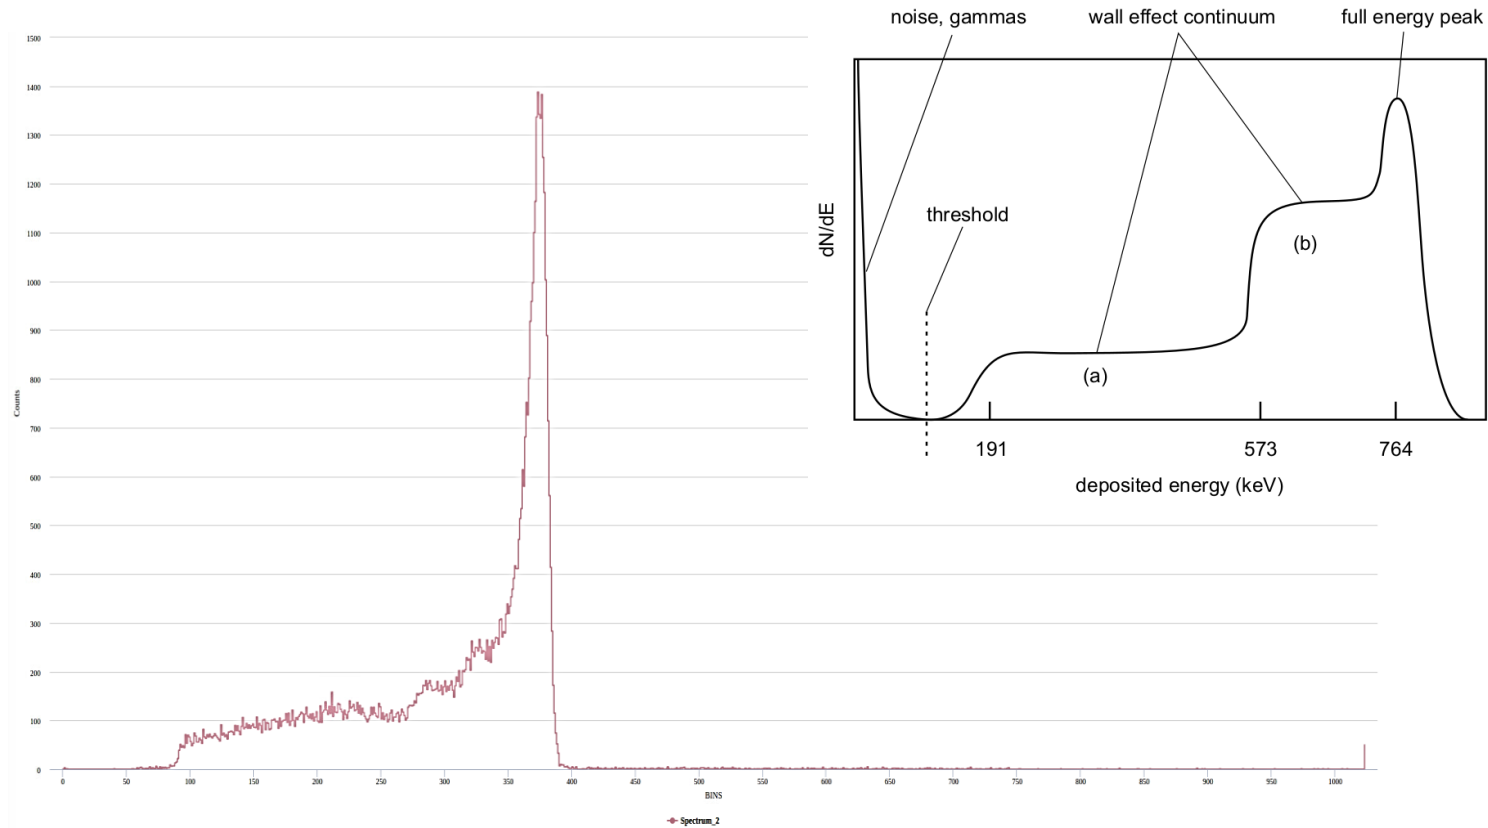 noise, gammas
wall effect continuum
full energy peak
threshold
dN/dE
(a)
(b)
191
573
764
deposited energy (keV)
1500
1400
1300
1200
1100
1000
900
800
700
600
500
400
300
200
100
0
Counts
0 50 100 150 200 250 300 350 400 450 500 550 600 650 700 750 800 850 900 950 1000
BINS
Spectrum_2